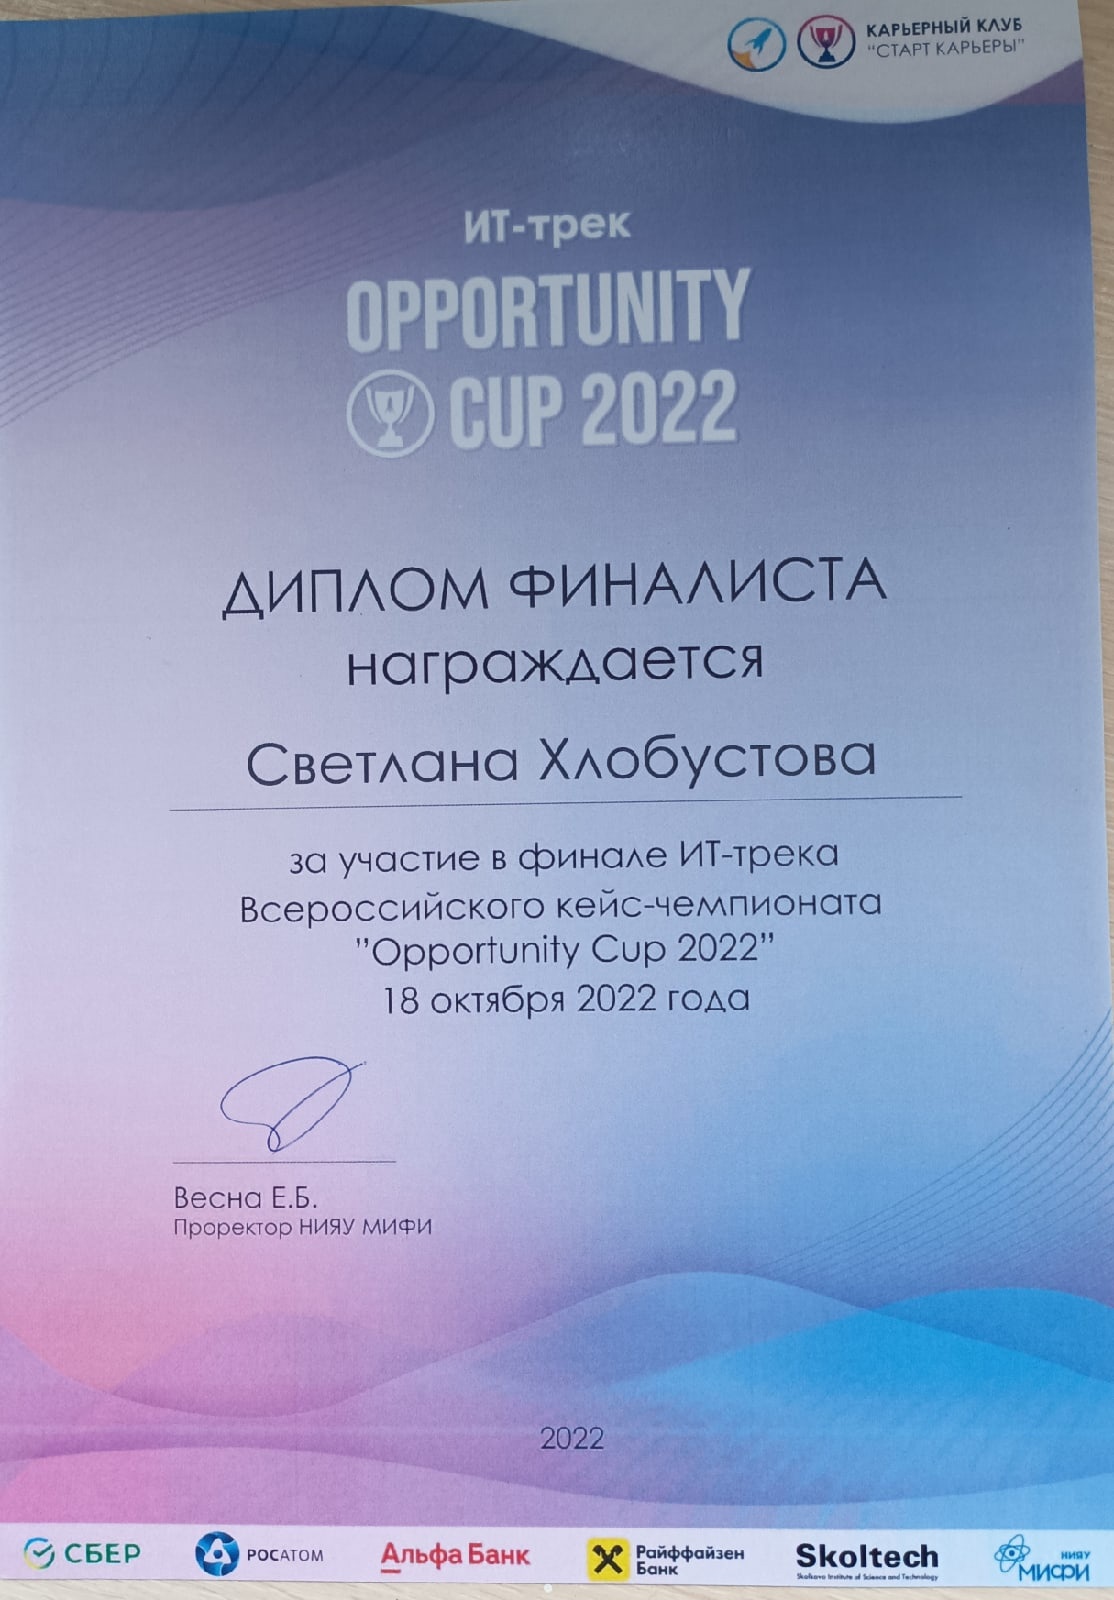 КАРЬЕРНЫЙ КЛУБ
"СТАРТ КАРЬЕРЫ"
ИТ-трек
OPPORTUNITY
CUP 2022
ДИПЛОМ ФИНАЛИСТА
награждается
Светлана Хлобустова
за участие в финале ИТ-трека
Всероссийского кейс-чемпионата
"Opportunity Cup 2022"
18 октября 2022 года
Весна Е.Б.
Проректор НИЯУ МИФИ
2022
СБЕР
РОСАТОМ
Альфа Банк
Райффайзен
Банк
Skoltech
Skolkovo Institute of Science and Technology
НИЯУ
МИФИ